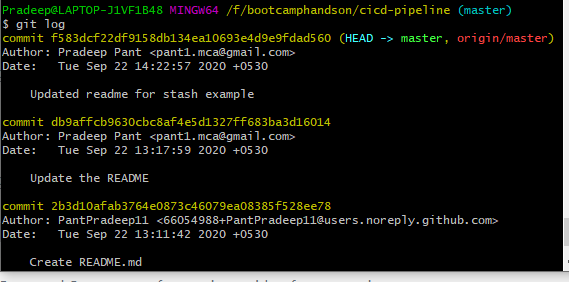 Pradeep@LAPTOP-J1VF1B48 MINGW64 /f/bootcamphandson/cicd-pipeline (master)
$ git log
commit f583dcf22df9158db134ea10693e4d9e9fdad560 (HEAD -> master, origin/master)
Author: Pradeep Pant <pant1.mca@gmail.com>
Date:   Tue Sep 22 14:22:57 2020 +0530
    Updated readme for stash example
commit db9affcb9630cbc8af4e5d1327ff683ba3d16014
Author: Pradeep Pant <pant1.mca@gmail.com>
Date:   Tue Sep 22 13:17:59 2020 +0530
    Update the README
commit 2b3d10afab3764e0873c46079ea08385f528ee78
Author: PantPradeep11 <66054988+PantPradeep11@users.noreply.github.com>
Date:   Tue Sep 22 13:11:42 2020 +0530
    Create README.md